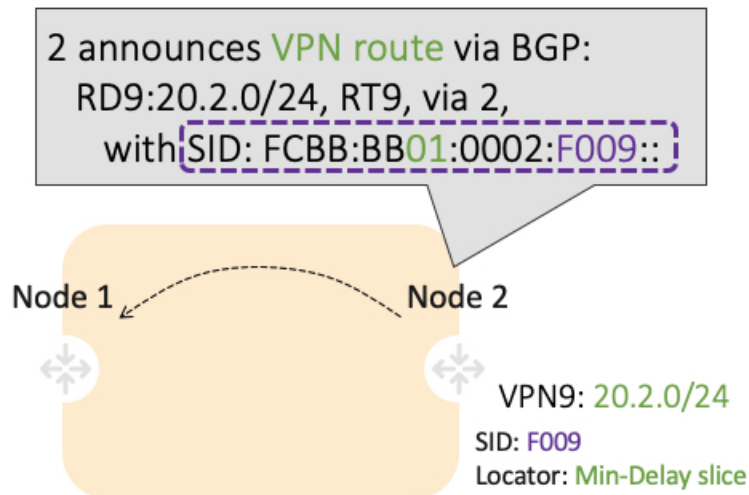 2 announces VPN route via BGP:
RD9:20.2.0/24, RT9, via 2,
with SID: FCBB:BB01:0002:F009::
Node 1
Node 2
VPN9: 20.2.0/24
SID: F009
Locator: Min-Delay slice